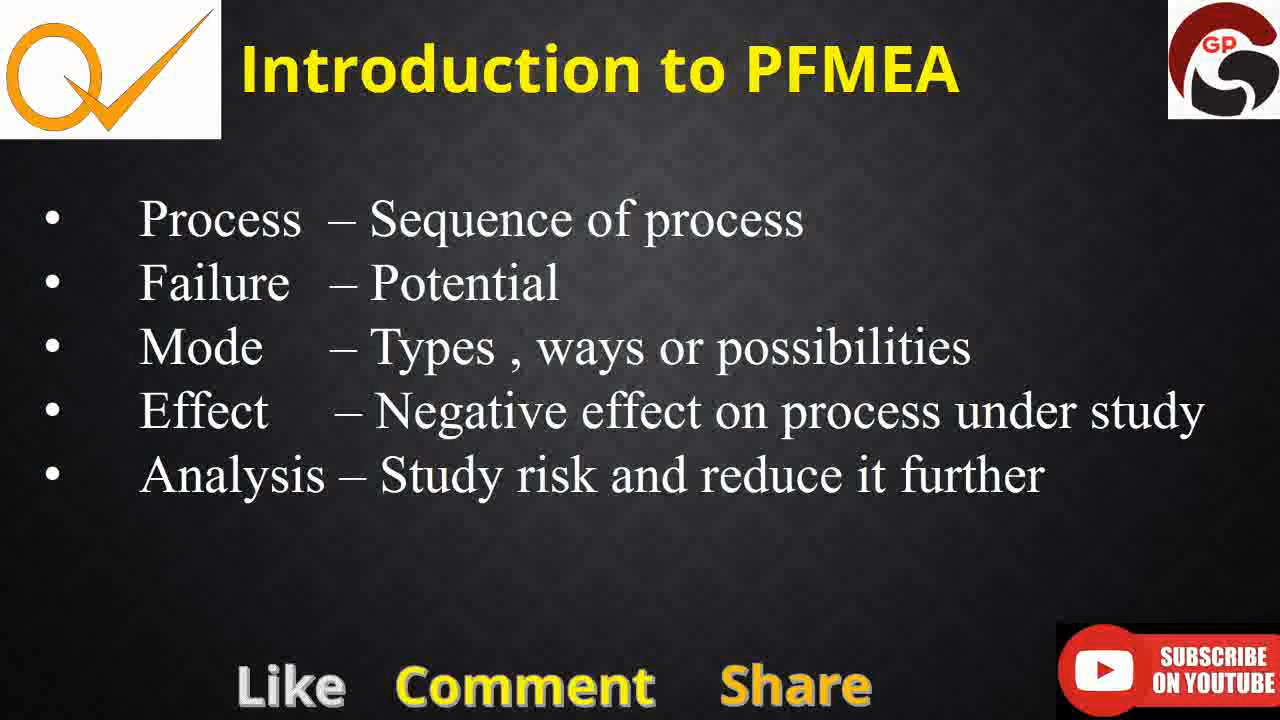 Introduction to PFMEA
GP
• Process – Sequence of process
• Failure – Potential
• Mode – Types , ways or possibilities
• Effect – Negative effect on process under study
• Analysis – Study risk and reduce it further
Like Comment Share
SUBSCRIBE
ON YOUTUBE